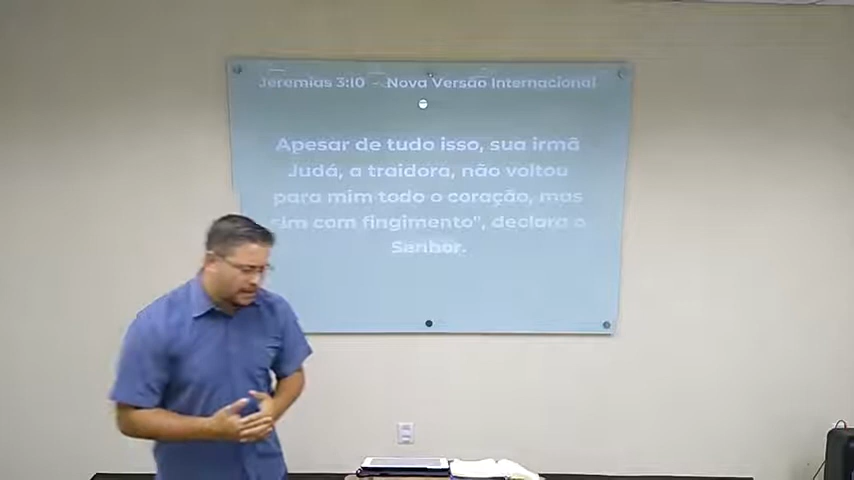 Jeremias 3:10 - Nova Versão Internacional
Apesar de tudo isso, sua irmã
Judá, a traidora, não voltou
para mim todo o coração, mas
sim com fingimento", declara o
Senhor.